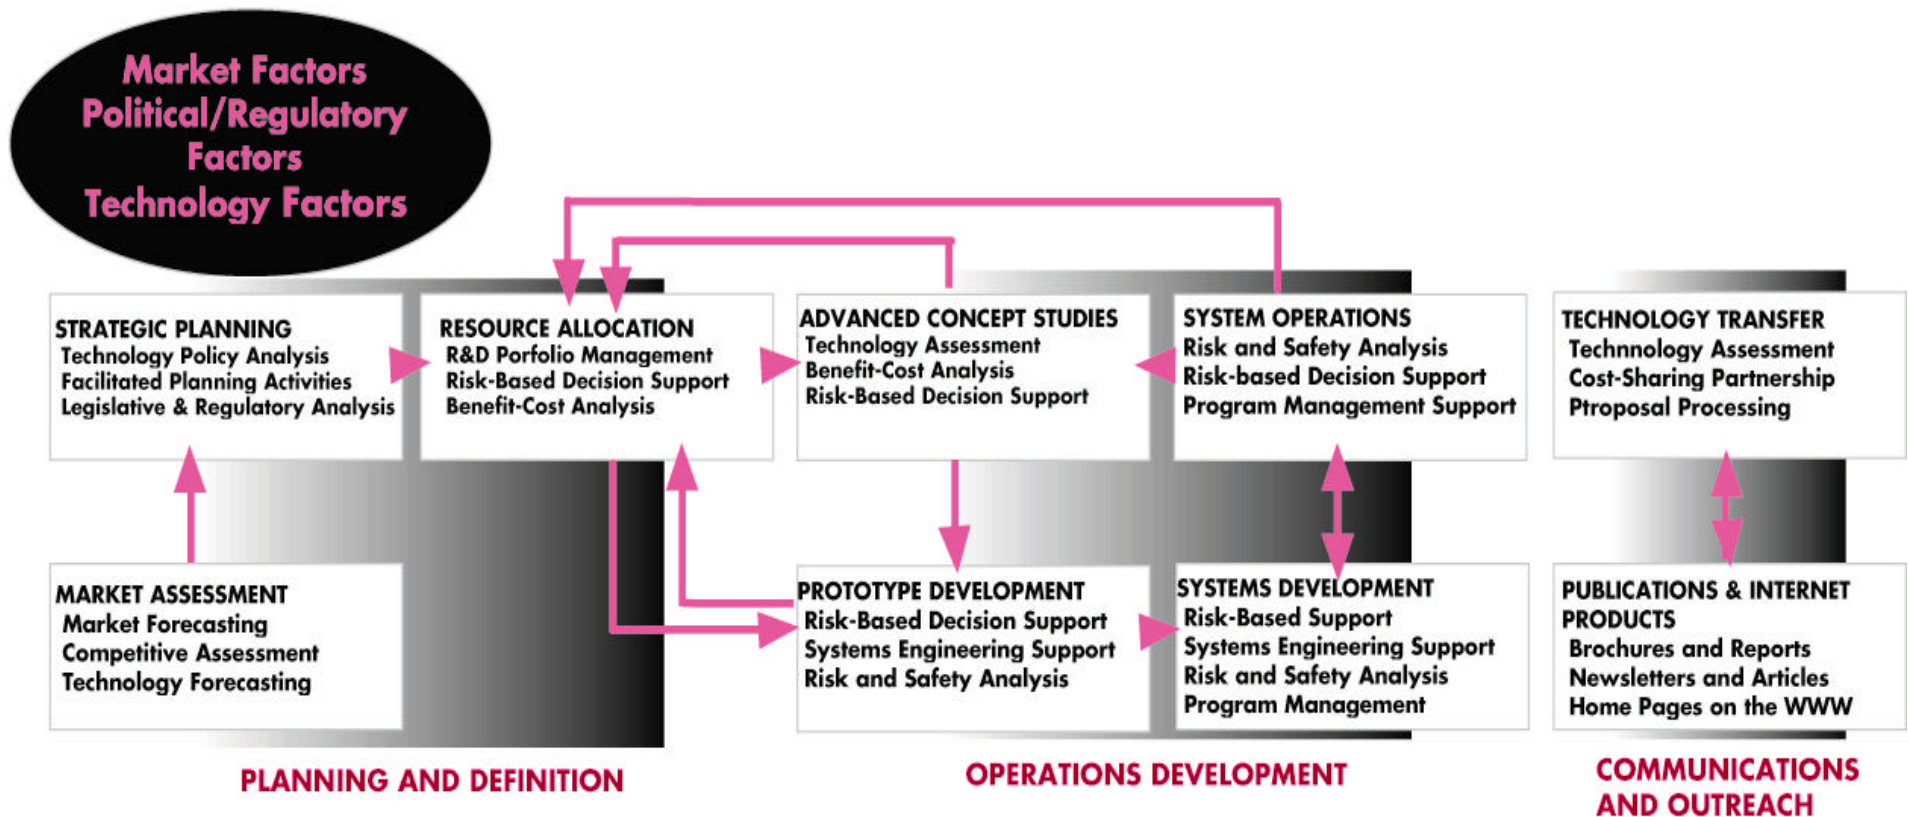 Market Factors
Political/Regulatory
Factors
Technology Factors
STRATEGIC PLANNING
Technology Policy Analysis
Facilitated Planning Activities
Legislative & Regulatory Analysis
RESOURCE ALLOCATION
R&D Porfolio Management
Risk-Based Decision Support
Benefit-Cost Analysis
ADVANCED CONCEPT STUDIES
Technology Assessment
Benefit-Cost Analysis
Risk-Based Decision Support
SYSTEM OPERATIONS
Risk and Safety Analysis
Risk-based Decision Support
Program Management Support
TECHNOLOGY TRANSFER
Technnology Assessment
Cost-Sharing Partnership
Ptroposal Processing
MARKET ASSESSMENT
Market Forecasting
Competitive Assessment
Technology Forecasting
PROTOTYPE DEVELOPMENT
Risk-Based Decision Support
Systems Engineering Support
Risk and Safety Analysis
SYSTEMS DEVELOPMENT
Risk-Based Support
Systems Engineering Support
Risk and Safety Analysis
Program Management
PUBLICATIONS & INTERNET
PRODUCTS
Brochures and Reports
Newsletters and Articles
Home Pages on the WWW
PLANNING AND DEFINITION
OPERATIONS DEVELOPMENT
COMMUNICATIONS
AND OUTREACH